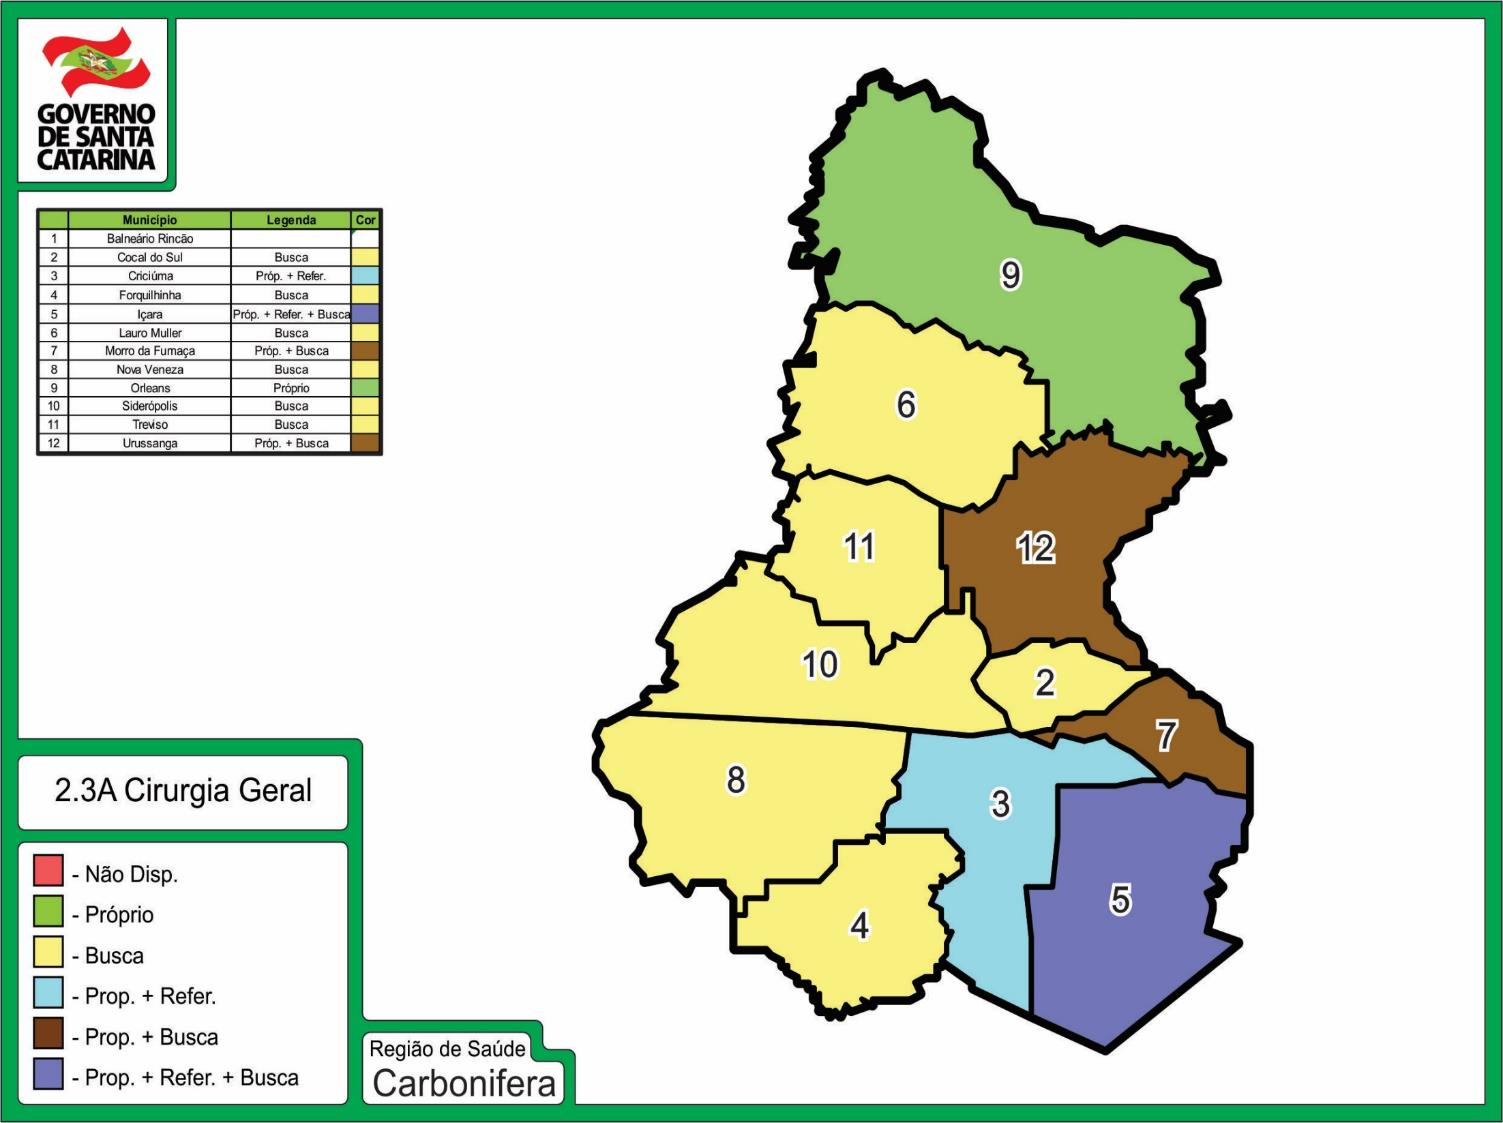 GOVERNO
DE SANTA
CATARINA
Município Legenda Cor
1 Balneário Rincão
2 Cocal do Sul Busca
3 Criciúma Próp. + Refer.
4 Forquilhinha Busca
5 Içara Próp. + Refer. + Busca
6 Lauro Muller Busca
7 Morro da Fumaça Próp. + Busca
8 Nova Veneza Busca
9 Orleans Próprio
10 Siderópolis Busca
11 Treviso Busca
12 Urussanga Próp. + Busca
9
6
11
12
10
2
7
8
3
5
4
2.3A Cirurgia Geral
- Não Disp.
- Próprio
- Busca
- Prop. + Refer.
- Prop. + Busca
- Prop. + Refer. + Busca
Região de Saúde
Carbonifera